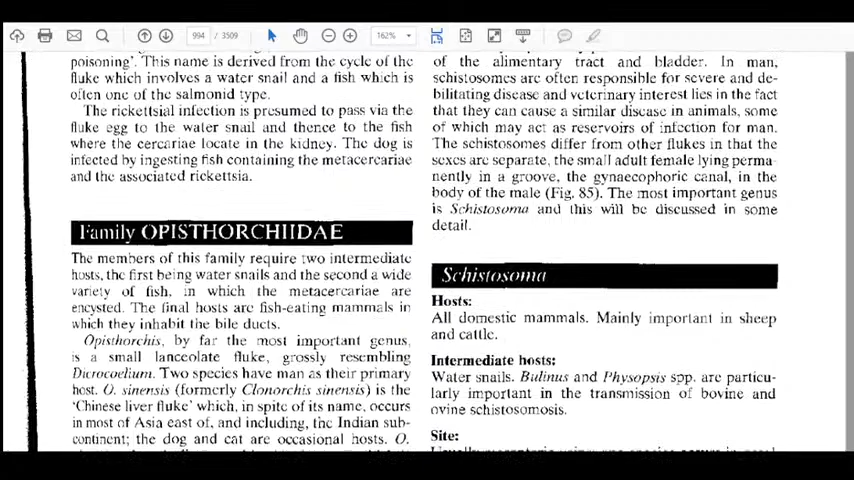 994 / 3509
162%
poisoning'. This name is derived from the cycle of the
fluke which involves a water snail and a fish which is
often one of the salmonid type.
The rickettsial infection is presumed to pass via the
fluke egg to the water snail and thence to the fish
where the cercariae locate in the kidney. The dog is
infected by ingesting fish containing the metacercariae
and the associated rickettsia.
Family OPISTHORCHIIDAE
The members of this family require two intermediate
hosts, the first being water snails and the second a wide
variety of fish, in which the metacercariae are
encysted. The final hosts are fish-eating mammals in
which they inhabit the bile ducts.
Opisthorchis, by far the most important genus,
is a small lanceolate fluke, grossly resembling
Dicrocoelium. Two species have man as their primary
host. O. sinensis (formerly Clonorchis sinensis) is the
'Chinese liver fluke' which, in spite of its name, occurs
in most of Asia east of, and including, the Indian sub-
continent; the dog and cat are occasional hosts. O.
of the alimentary tract and bladder. In man,
schistosomes are often responsible for severe and de-
bilitating disease and veterinary interest lies in the fact
that they can cause a similar disease in animals, some
of which may act as reservoirs of infection for man.
The schistosomes differ from other flukes in that the
sexes are separate, the small adult female lying perma-
nently in a groove, the gynaecophoric canal, in the
body of the male (Fig. 85). The most important genus
is Schistosoma and this will be discussed in some
detail.
Schistosoma
Hosts:
All domestic mammals. Mainly important in sheep
and cattle.
Intermediate hosts:
Water snails. Bulinus and Physopsis spp. are particu-
larly important in the transmission of bovine and
ovine schistosomosis.
Site: